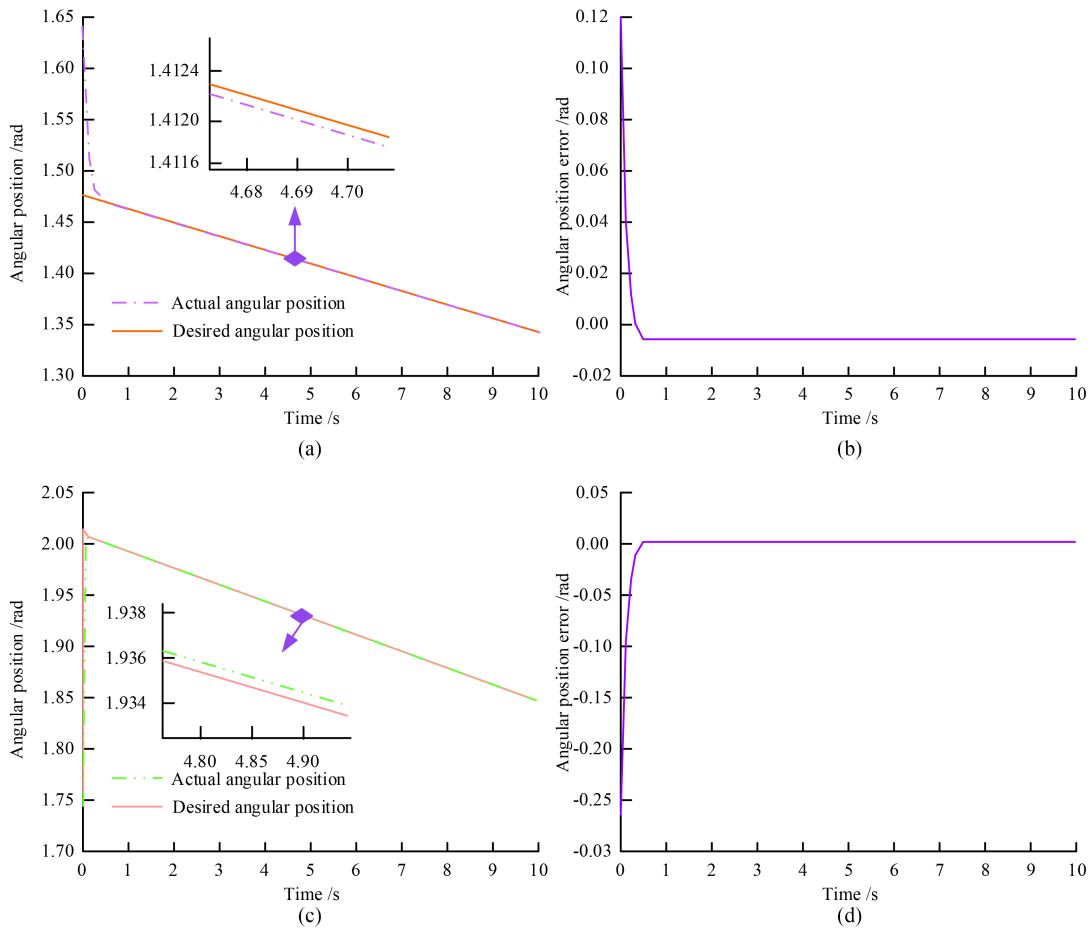 1.65
1.60
1.55
1.50
1.45
1.40
1.35
1.30
Angular position /rad
1.4124
1.4120
1.4116
4.68 4.69 4.70
Actual angular position
Desired angular position
0 1 2 3 4 5 6 7 8 9 10
Time /s
(a)
0.12
0.10
0.08
0.06
0.04
0.02
0.00
-0.02
Angular position error /rad
0 1 2 3 4 5 6 7 8 9 10
Time /s
(b)
2.05
2.00
1.95
1.90
1.85
1.80
1.75
1.70
Angular position /rad
1.938
1.936
1.934
4.80 4.85 4.90
Actual angular position
Desired angular position
0 1 2 3 4 5 6 7 8 9 10
Time /s
(c)
0.05
0.00
-0.05
-0.10
-0.15
-0.20
-0.25
-0.03
Angular position error /rad
0 1 2 3 4 5 6 7 8 9 10
Time /s
(d)